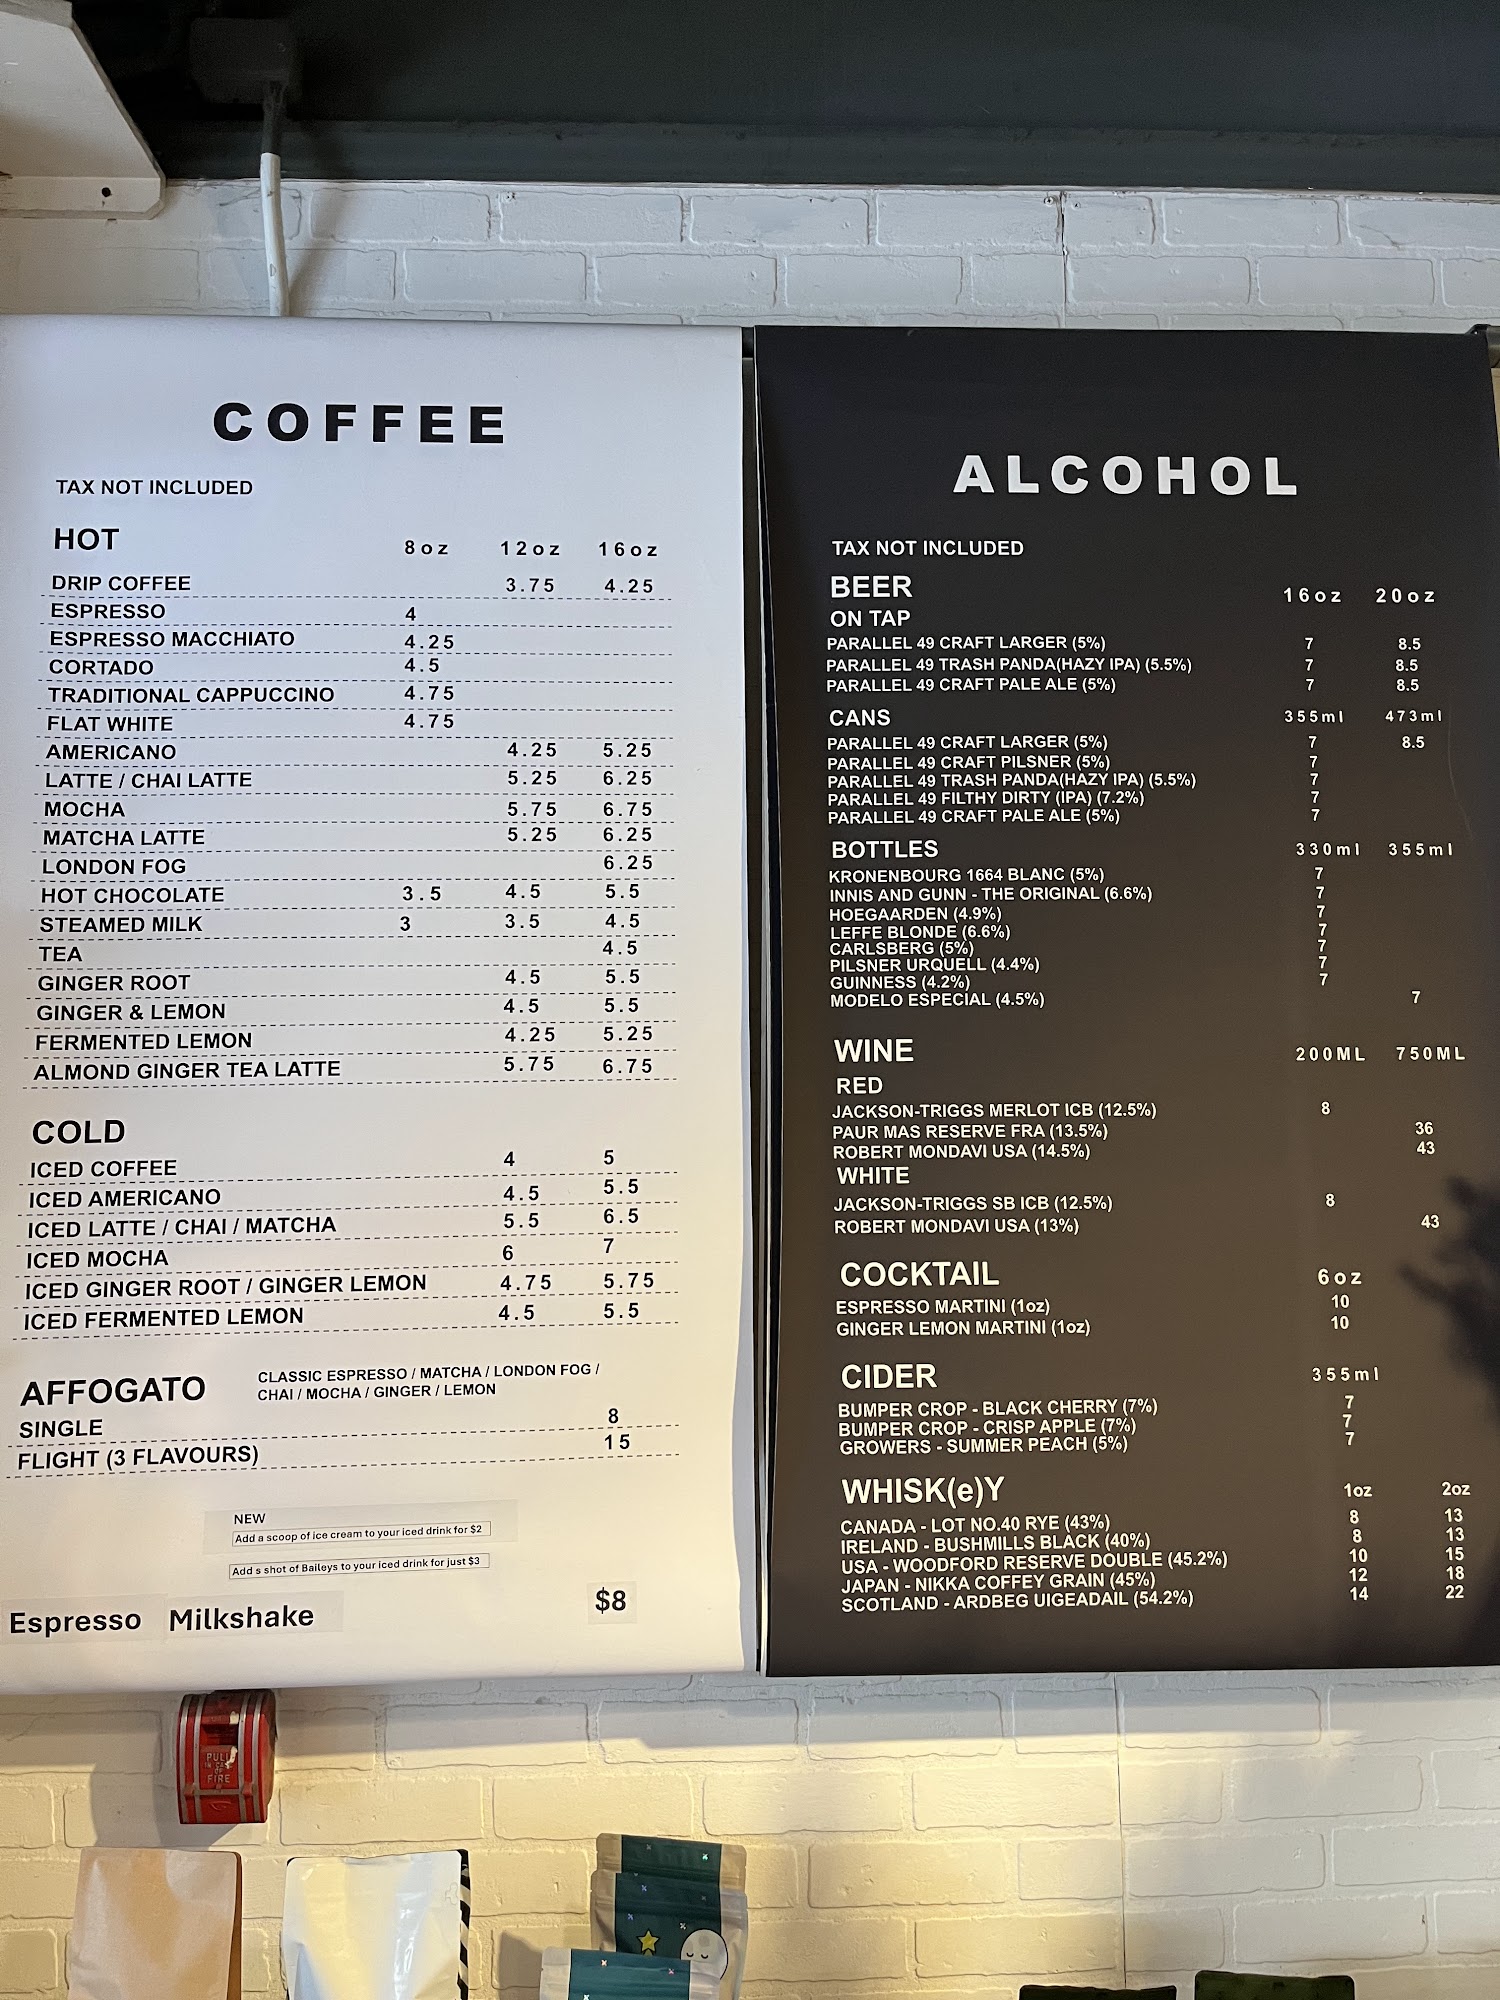 COFFEE
TAX NOT INCLUDED
HOT 8oz 12oz 16oz
DRIP COFFEE 3.75 4.25
ESPRESSO 4
ESPRESSO MACCHIATO 4.25
CORTADO 4.5
TRADITIONAL CAPPUCCINO 4.75
FLAT WHITE 4.75
AMERICANO 4.25 5.25
LATTE / CHAI LATTE 5.25 6.25
MOCHA 5.75 6.75
MATCHA LATTE 5.25 6.25
LONDON FOG 6.25
HOT CHOCOLATE 3.5 4.5 5.5
STEAMED MILK 3 3.5 4.5
TEA 4.5
GINGER ROOT 4.5 5.5
GINGER & LEMON 4.5 5.5
FERMENTED LEMON 4.25 5.25
ALMOND GINGER TEA LATTE 5.75 6.75
COLD
ICED COFFEE 4 5
ICED AMERICANO 4.5 5.5
ICED LATTE / CHAI / MATCHA 5.5 6.5
ICED MOCHA 6 7
ICED GINGER ROOT / GINGER LEMON 4.75 5.75
ICED FERMENTED LEMON 4.5 5.5
AFFOGATO CLASSIC ESPRESSO / MATCHA / LONDON FOG /
CHAI / MOCHA / GINGER / LEMON
SINGLE 8
FLIGHT (3 FLAVOURS) 15
NEW
Add a scoop of ice cream to your iced drink for $2
Add s shot of Baileys to your iced drink for just $3
Espresso Milkshake $8
ALCOHOL
TAX NOT INCLUDED
BEER 16oz 20oz
ON TAP
PARALLEL 49 CRAFT LARGER (5%) 7 8.5
PARALLEL 49 TRASH PANDA(HAZY IPA) (5.5%) 7 8.5
PARALLEL 49 CRAFT PALE ALE (5%) 7 8.5
CANS 355ml 473ml
PARALLEL 49 CRAFT LARGER (5%) 7 8.5
PARALLEL 49 CRAFT PILSNER (5%) 7
PARALLEL 49 TRASH PANDA(HAZY IPA) (5.5%) 7
PARALLEL 49 FILTHY DIRTY (IPA) (7.2%) 7
PARALLEL 49 CRAFT PALE ALE (5%) 7
BOTTLES 330ml 355ml
KRONENBOURG 1664 BLANC (5%) 7
INNIS AND GUNN - THE ORIGINAL (6.6%) 7
HOEGAARDEN (4.9%) 7
LEFFE BLONDE (6.6%) 7
CARLSBERG (5%) 7
PILSNER URQUELL (4.4%) 7
GUINNESS (4.2%) 7
MODELO ESPECIAL (4.5%) 7
WINE 200ML 750ML
RED
JACKSON-TRIGGS MERLOT ICB (12.5%) 8
PAUR MAS RESERVE FRA (13.5%) 36
ROBERT MONDAVI USA (14.5%) 43
WHITE
JACKSON-TRIGGS SB ICB (12.5%) 8
ROBERT MONDAVI USA (13%) 43
COCKTAIL 6oz
ESPRESSO MARTINI (1oz) 10
GINGER LEMON MARTINI (1oz) 10
CIDER 355ml
BUMPER CROP - BLACK CHERRY (7%) 7
BUMPER CROP - CRISP APPLE (7%) 7
GROWERS - SUMMER PEACH (5%) 7
WHISK(e)Y 1oz 2oz
CANADA - LOT NO.40 RYE (43%) 8 13
IRELAND - BUSHMILLS BLACK (40%) 8 13
USA - WOODFORD RESERVE DOUBLE (45.2%) 10 15
JAPAN - NIKKA COFFEY GRAIN (45%) 12 18
SCOTLAND - ARDBEG UIGEADAIL (54.2%) 14 22
PULL
IN CASE
OF
FIRE